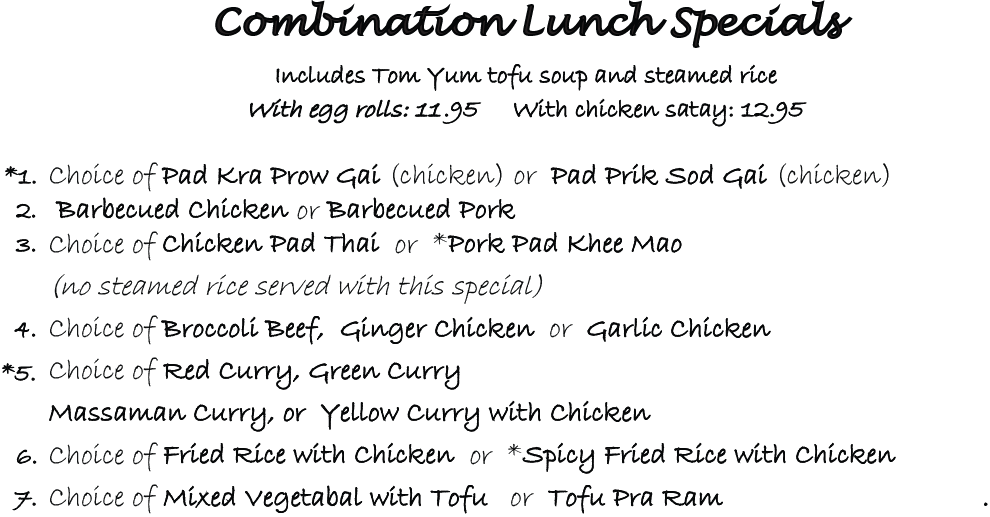 Combination Lunch Specials
Includes Tom Yum tofu soup and steamed rice
With egg rolls: 11.95 With chicken satay: 12.95
*1. Choice of Pad Kra Prow Gai (chicken) or Pad Prik Sod Gai (chicken)
2. Barbecued Chicken or Barbecued Pork
3. Choice of Chicken Pad Thai or *Pork Pad Khee Mao
(no steamed rice served with this special)
4. Choice of Broccoli Beef, Ginger Chicken or Garlic Chicken
*5. Choice of Red Curry, Green Curry
Massaman Curry, or Yellow Curry with Chicken
6. Choice of Fried Rice with Chicken or *Spicy Fried Rice with Chicken
7. Choice of Mixed Vegetabal with Tofu or Tofu Pra Ram .